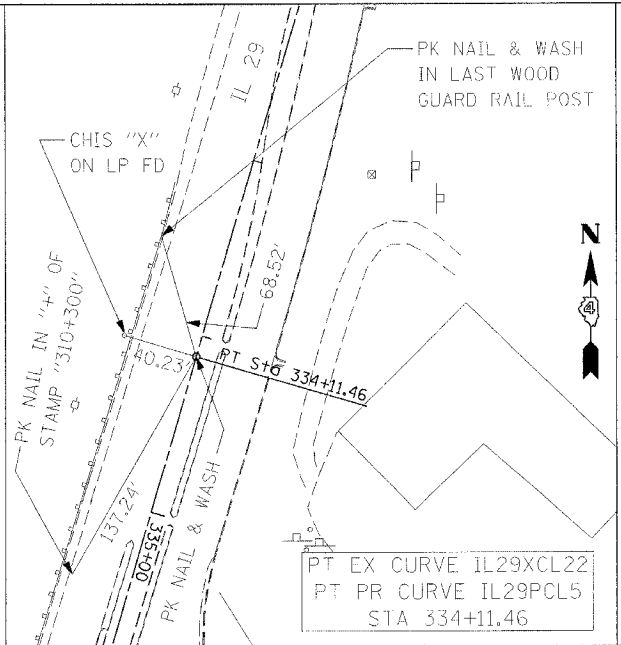 PK NAIL & WASH
IN LAST WOOD
GUARD RAIL POST
IL 29
CHIS "X"
ON LP FD
N
4
68.52'
PK NAIL IN "+" OF
STAMP "310+300"
40.23'
PT Sta 334+11.46
137.24'
335+00
PK NAIL & WASH
PT EX CURVE IL29XCL22
PT PR CURVE IL29PCL5
STA 334+11.46